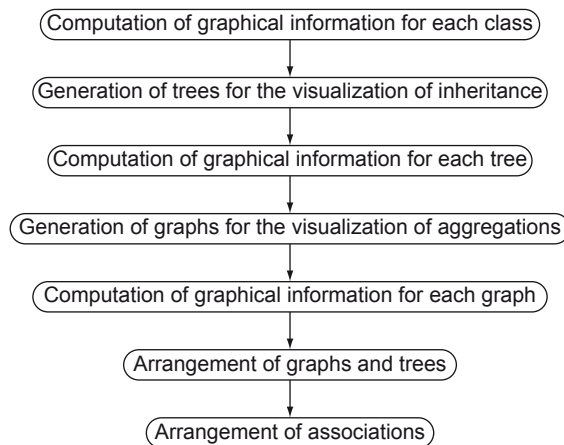 Computation of graphical information for each class
Generation of trees for the visualization of inheritance
Computation of graphical information for each tree
Generation of graphs for the visualization of aggregations
Computation of graphical information for each graph
Arrangement of graphs and trees
Arrangement of associations